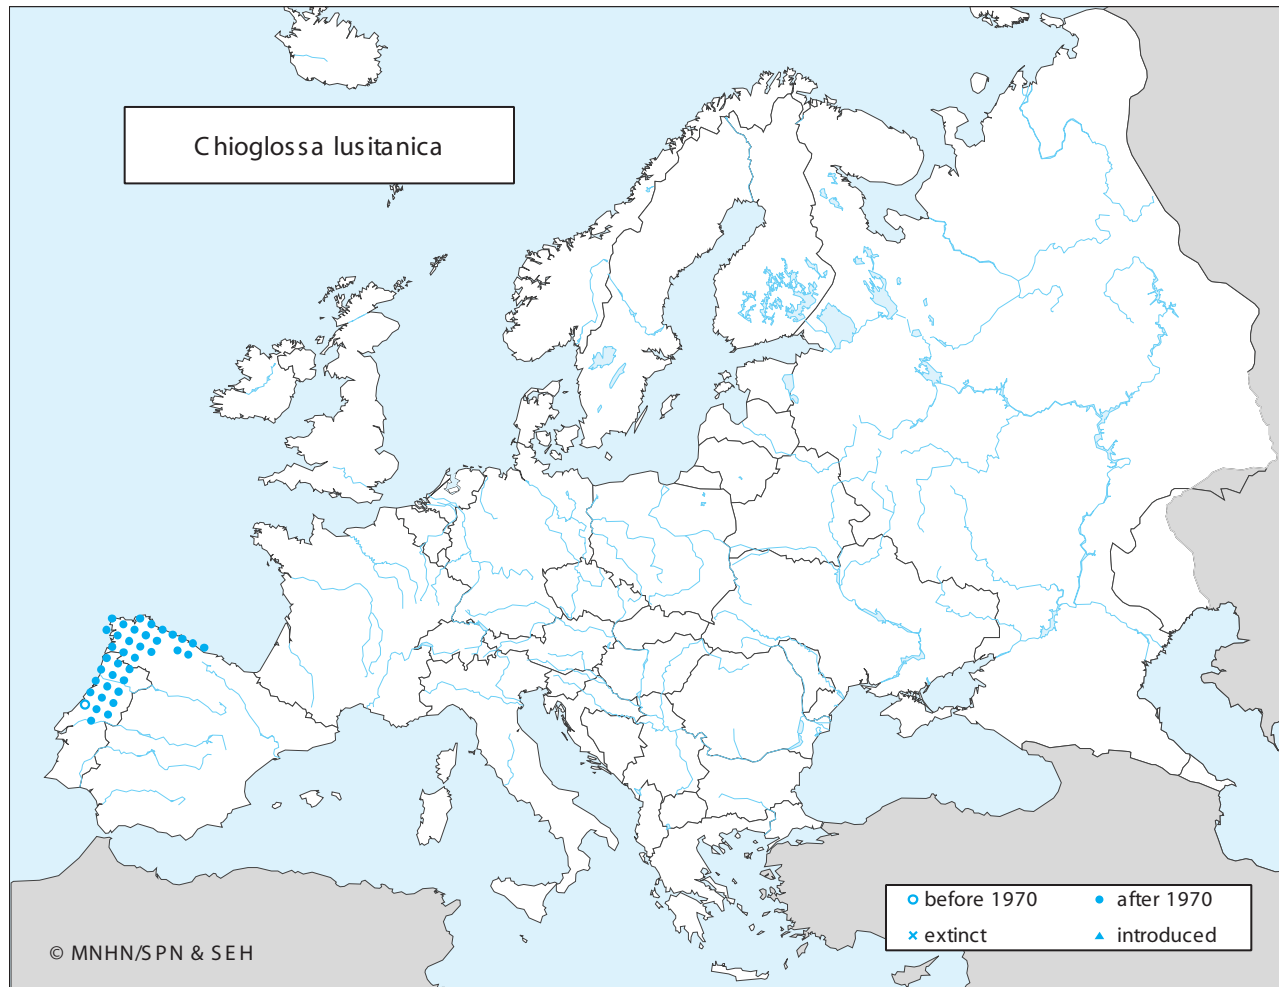 Chioglossa lusitanica
before 1970
after 1970
extinct
introduced
© MNHN/SPN & SEH